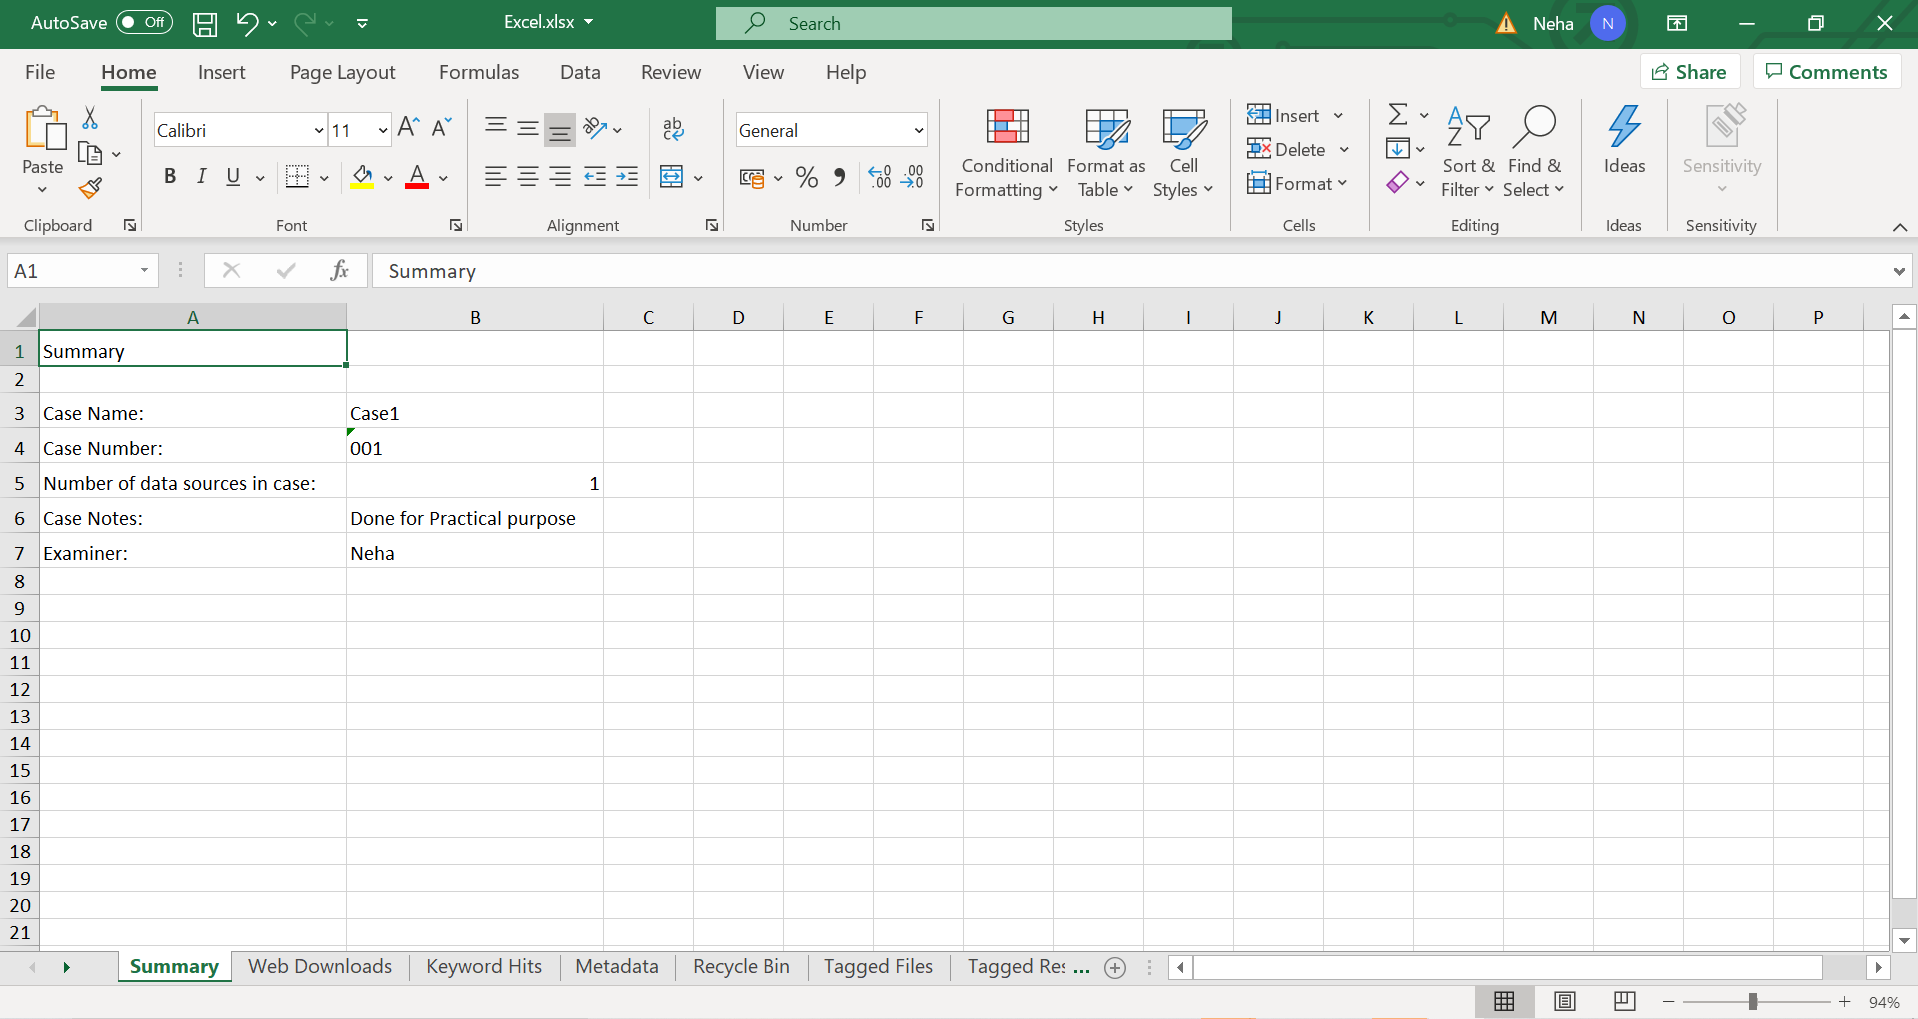 AutoSave Off Excel.xlsx Search Neha N
File Home Insert Page Layout Formulas Data Review View Help Share Comments
Paste Calibri 11 General Conditional Formatting Format as Table Cell Styles Insert Delete Format Sort & Filter Find & Select Ideas Sensitivity
Clipboard Font Alignment Number Styles Cells Editing Ideas Sensitivity
A1 fx Summary
A B C D E F G H I J K L M N O P
1 Summary
2
3 Case Name: Case1
4 Case Number: 001
5 Number of data sources in case: 1
6 Case Notes: Done for Practical purpose
7 Examiner: Neha
8
9
10
11
12
13
14
15
16
17
18
19
20
21
Summary Web Downloads Keyword Hits Metadata Recycle Bin Tagged Files Tagged Res ...
94%